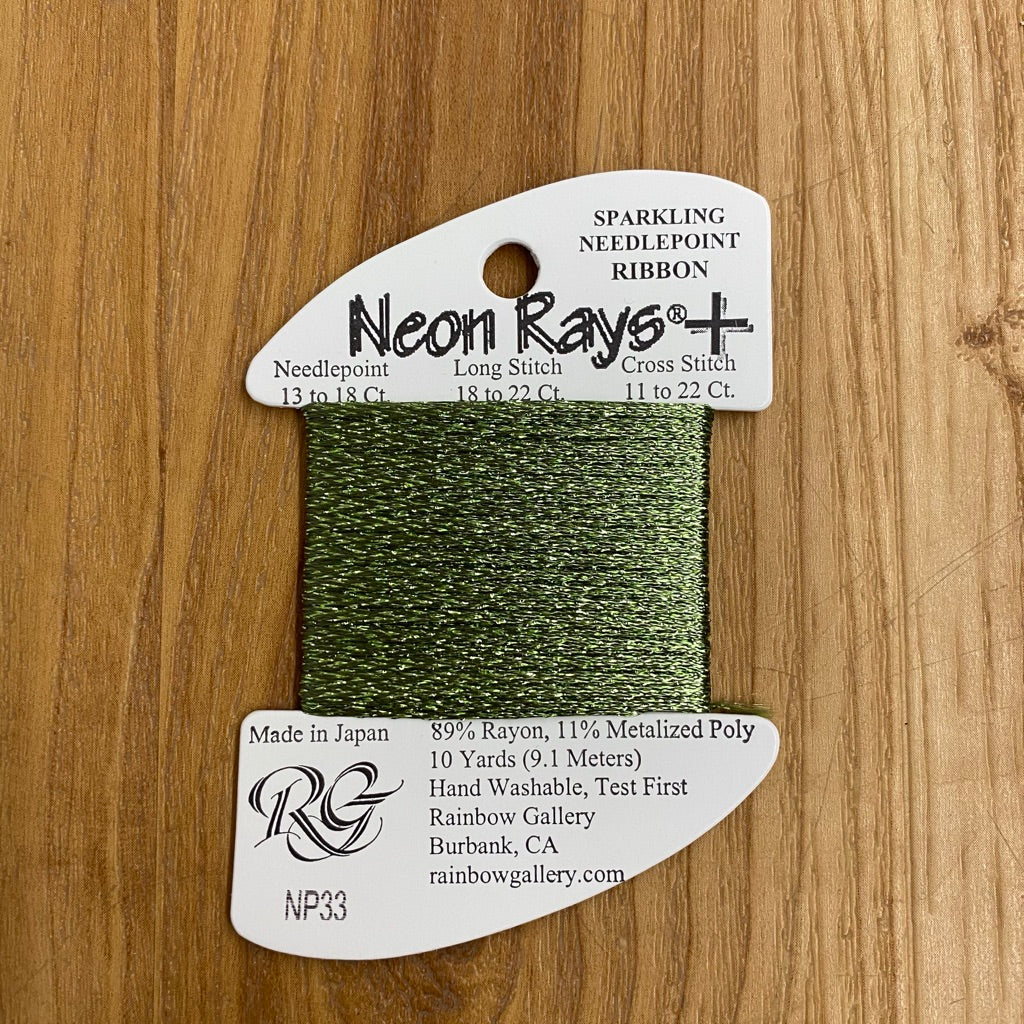 SPARKLING
NEEDLEPOINT
RIBBON
Neon Rays®+
Needlepoint Long Stitch Cross Stitch
13 to 18 Ct. 18 to 22 Ct. 11 to 22 Ct.
Made in Japan
89% Rayon, 11% Metalized Poly
10 Yards (9.1 Meters)
Hand Washable, Test First
Rainbow Gallery
Burbank, CA
rainbowgallery.com
RG
NP33